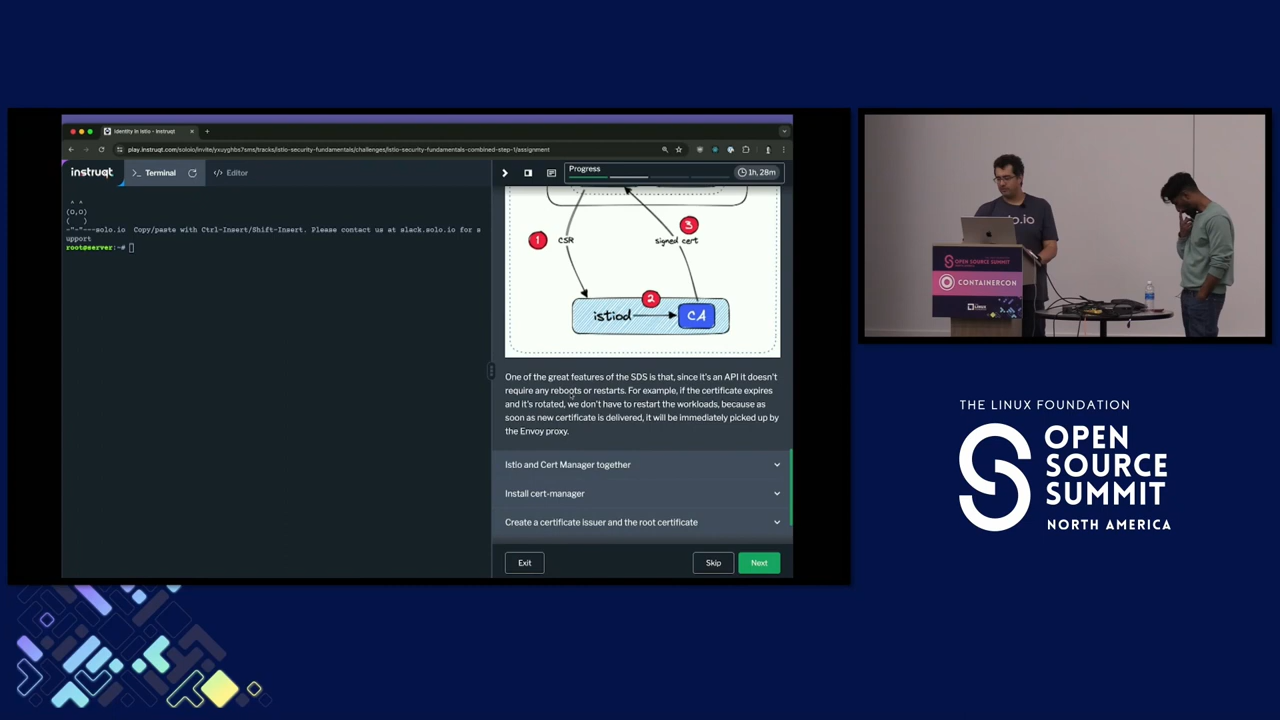 Identity in Istio - Instruqt
play.instruqt.com/soloio/invite/yxuyghbs7sms/tracks/istio-security-fundamentals/challenges/istio-security-fundamentals-combined-step-1/assignment
instruqt
Terminal
Editor
Progress
1h, 28m
^ ^
(O,O)
(   )
-"-"---solo.io  Copy/paste with Ctrl-Insert/Shift-Insert. Please contact us at slack.solo.io for s
upport
root@server:~#
1
CSR
3
signed cert
2
istiod
CA
One of the great features of the SDS is that, since it's an API it doesn't
require any reboots or restarts. For example, if the certificate expires
and it's rotated, we don't have to restart the workloads, because as
soon as new certificate is delivered, it will be immediately picked up by
the Envoy proxy.
Istio and Cert Manager together
Install cert-manager
Create a certificate issuer and the root certificate
Exit
Skip
Next
OPEN SOURCE SUMMIT
CONTAINERCON
THE LINUX FOUNDATION
OPEN
SOURCE
SUMMIT
NORTH AMERICA